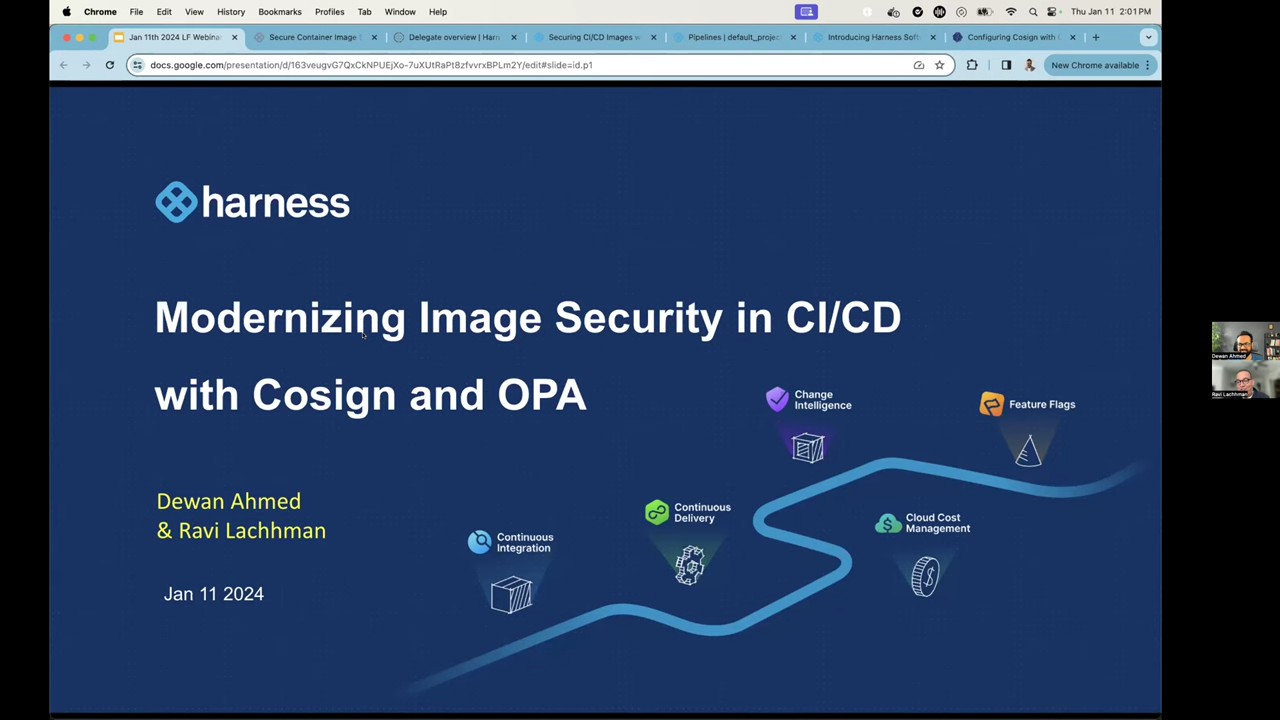 Chrome File Edit View History Bookmarks Profiles Tab Window Help Thu Jan 11 2:01 PM
Jan 11th 2024 LF Webinar Secure Container Image Delegate overview | Harn Securing CI/CD Images w Pipelines | default_projec Introducing Harness Soft Configuring Cosign with
docs.google.com/presentation/d/163veugvG7QxCkNPUEjXo-7uXUtRaPt8zfvvrxBPLm2Y/edit#slide=id.p1 New Chrome available
harness
Modernizing Image Security in CI/CD
with Cosign and OPA
Change
Intelligence
Feature Flags
Dewan Ahmed
& Ravi Lachhman
Continuous
Delivery
Cloud Cost
Management
Continuous
Integration
Jan 11 2024
Dewan Ahmed
Ravi Lachhman